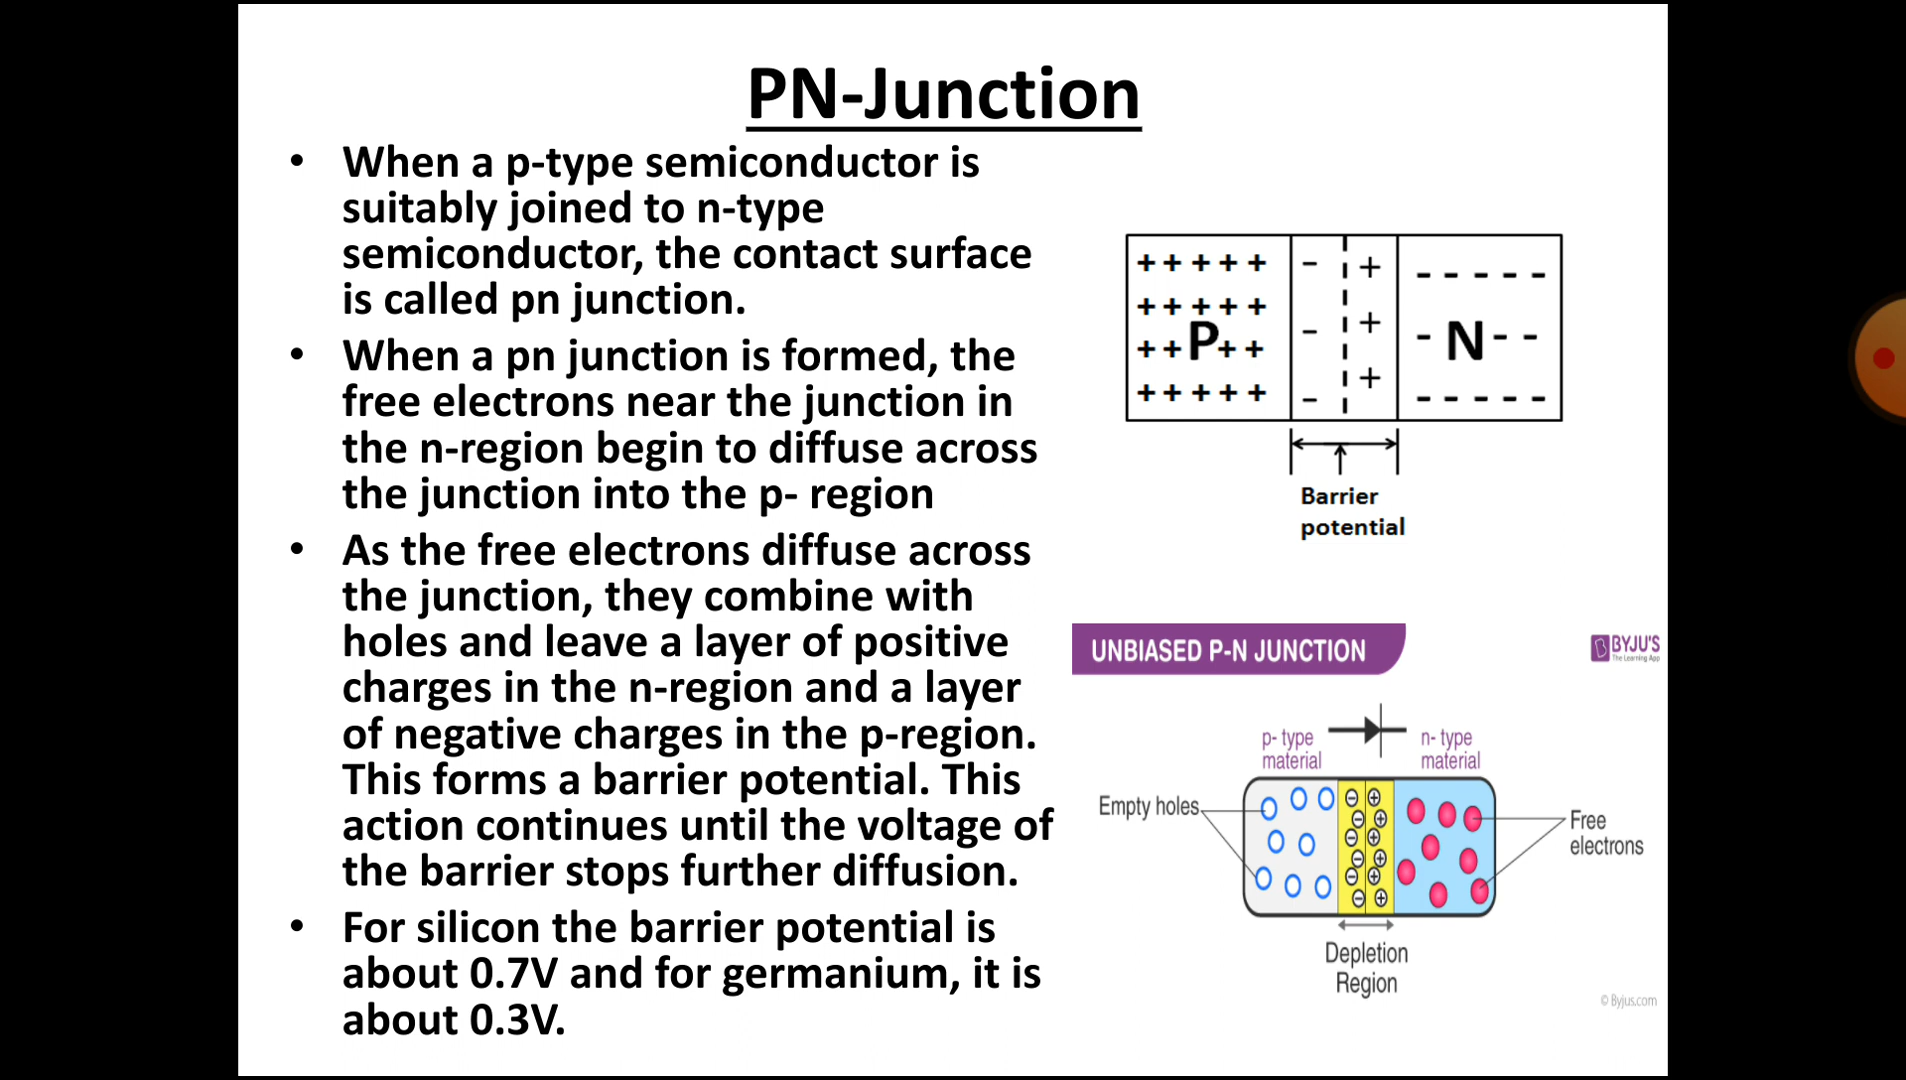 PN-Junction
• When a p-type semiconductor is
suitably joined to n-type
semiconductor, the contact surface
is called pn junction.
• When a pn junction is formed, the
free electrons near the junction in
the n-region begin to diffuse across
the junction into the p- region
• As the free electrons diffuse across
the junction, they combine with
holes and leave a layer of positive
charges in the n-region and a layer
of negative charges in the p-region.
This forms a barrier potential. This
action continues until the voltage of
the barrier stops further diffusion.
• For silicon the barrier potential is
about 0.7V and for germanium, it is
about 0.3V.
+ + + + + - + - - - - -
+ + + + +
+ + P + + - + - N - -
+ + + + + - + - - - - -
Barrier
potential
UNBIASED P-N JUNCTION
BYJU'S
The Learning App
p- type
material
n- type
material
Empty holes
Free
electrons
Depletion
Region
© Byjus.com